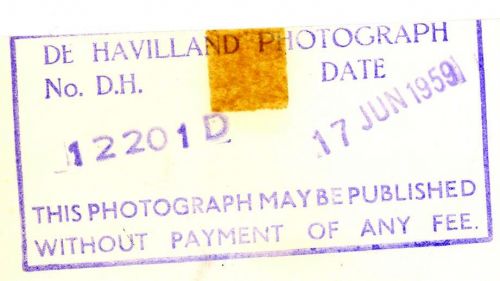 DE HAVILLAND PHOTOGRAPH
No. D.H. DATE
12201D 17 JUN 1959
THIS PHOTOGRAPH MAY BE PUBLISHED
WITHOUT PAYMENT OF ANY FEE.